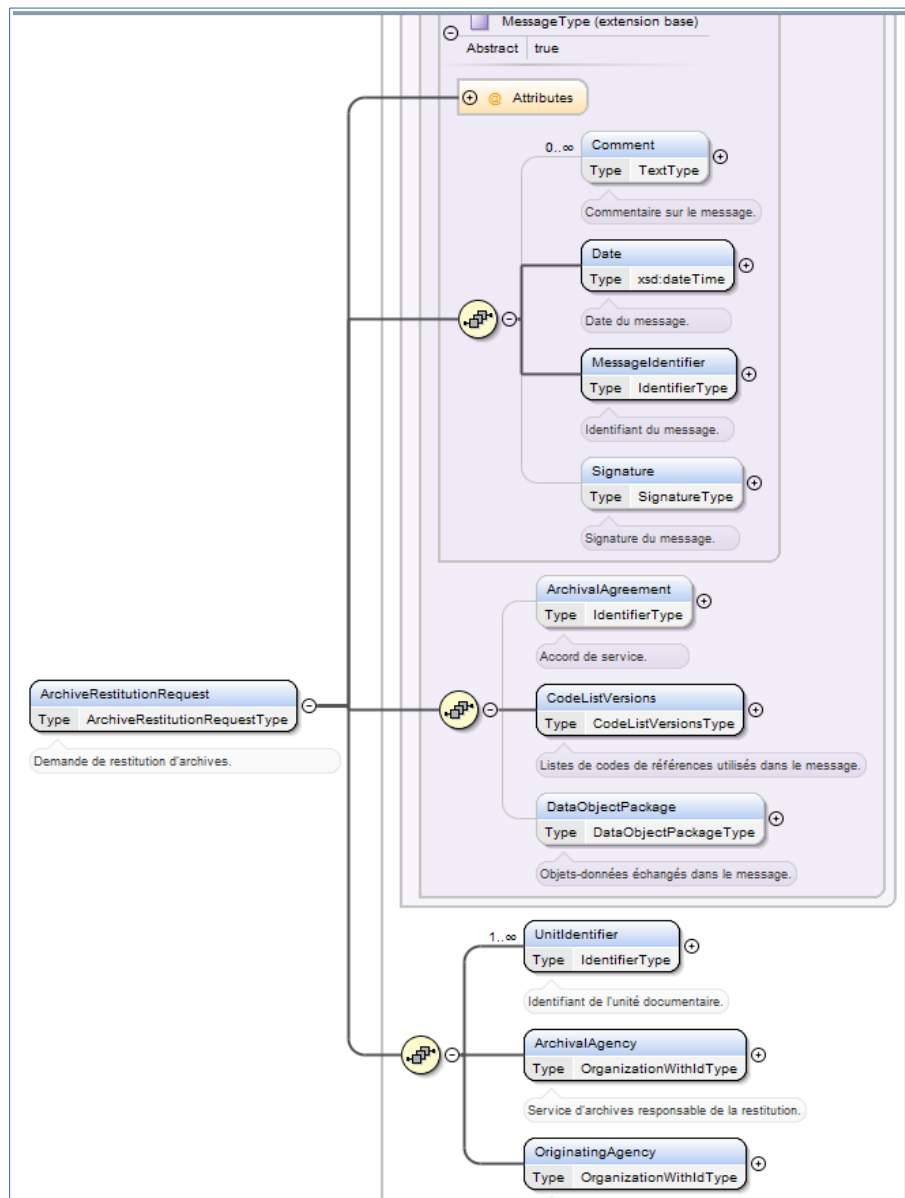 MessageType (extension base)
Abstract true
@ Attributes
0..∞ Comment
Type TextType
Commentaire sur le message.
Date
Type xsd:dateTime
Date du message.
MessageIdentifier
Type IdentifierType
Identifiant du message.
Signature
Type SignatureType
Signature du message.
ArchivalAgreement
Type IdentifierType
Accord de service.
ArchiveRestitutionRequest
Type ArchiveRestitutionRequestType
Demande de restitution d'archives.
CodeListVersions
Type CodeListVersionsType
Listes de codes de références utilisés dans le message.
DataObjectPackage
Type DataObjectPackageType
Objets-données échangés dans le message.
1..∞ UnitIdentifier
Type IdentifierType
Identifiant de l'unité documentaire.
ArchivalAgency
Type OrganizationWithIdType
Service d'archives responsable de la restitution.
OriginatingAgency
Type OrganizationWithIdType